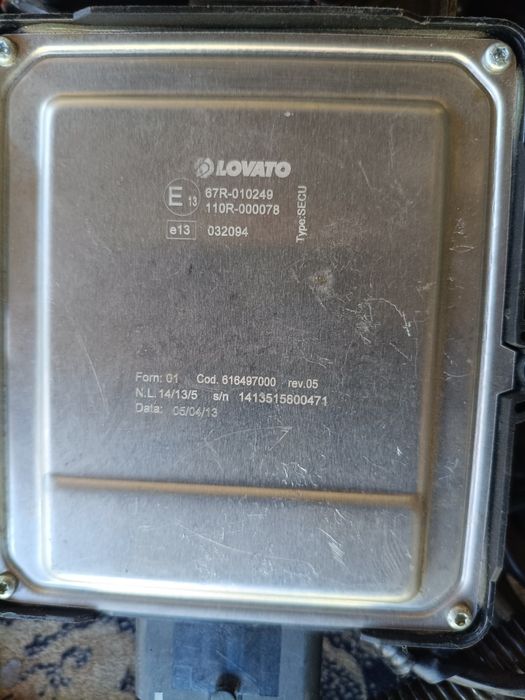 LOVATO
E 13 67R-010249
110R-000078
e13 032094
Type:SECU
Forn: 01 Cod. 616497000 rev.05
N.L. 14/13/5 s/n 1413515600471
Data: 05/04/13